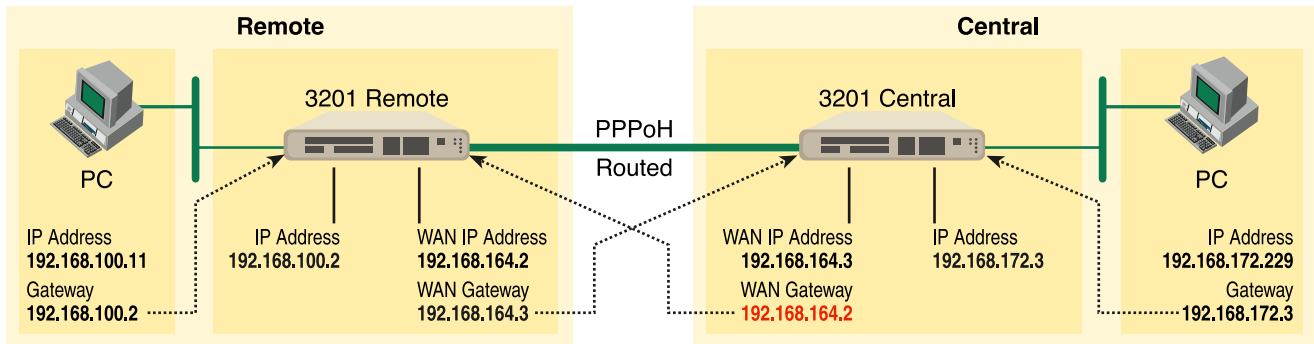 Remote
Central
3201 Remote
3201 Central
PPPoH
Routed
PC
PC
IP Address
192.168.100.11
Gateway
192.168.100.2
IP Address
192.168.100.2
WAN IP Address
192.168.164.2
WAN Gateway
192.168.164.3
WAN IP Address
192.168.164.3
WAN Gateway
192.168.164.2
IP Address
192.168.172.3
IP Address
192.168.172.229
Gateway
192.168.172.3